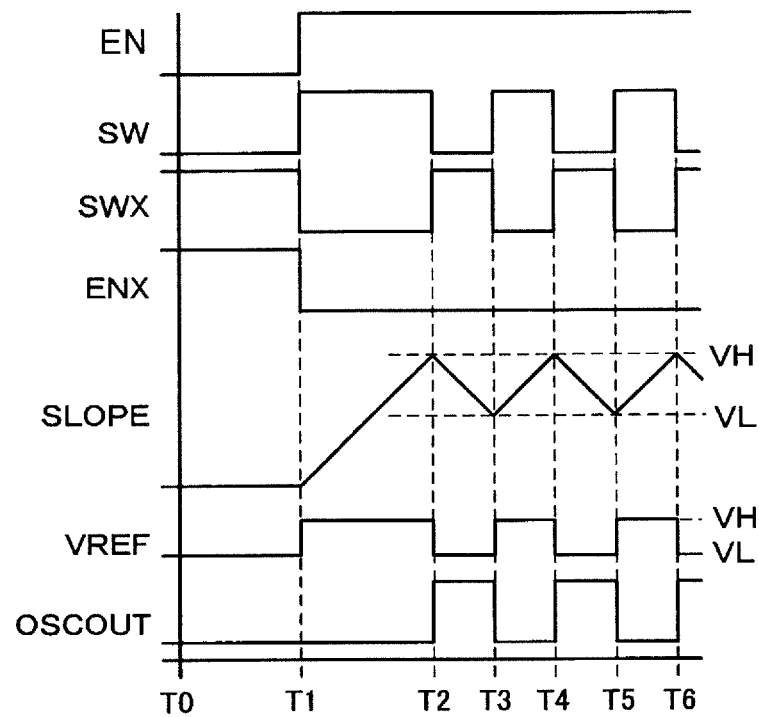 EN
SW
SWX
ENX
VH
SLOPE
VL
VREF
VH
VL
OSCOUT
T0 T1 T2 T3 T4 T5 T6